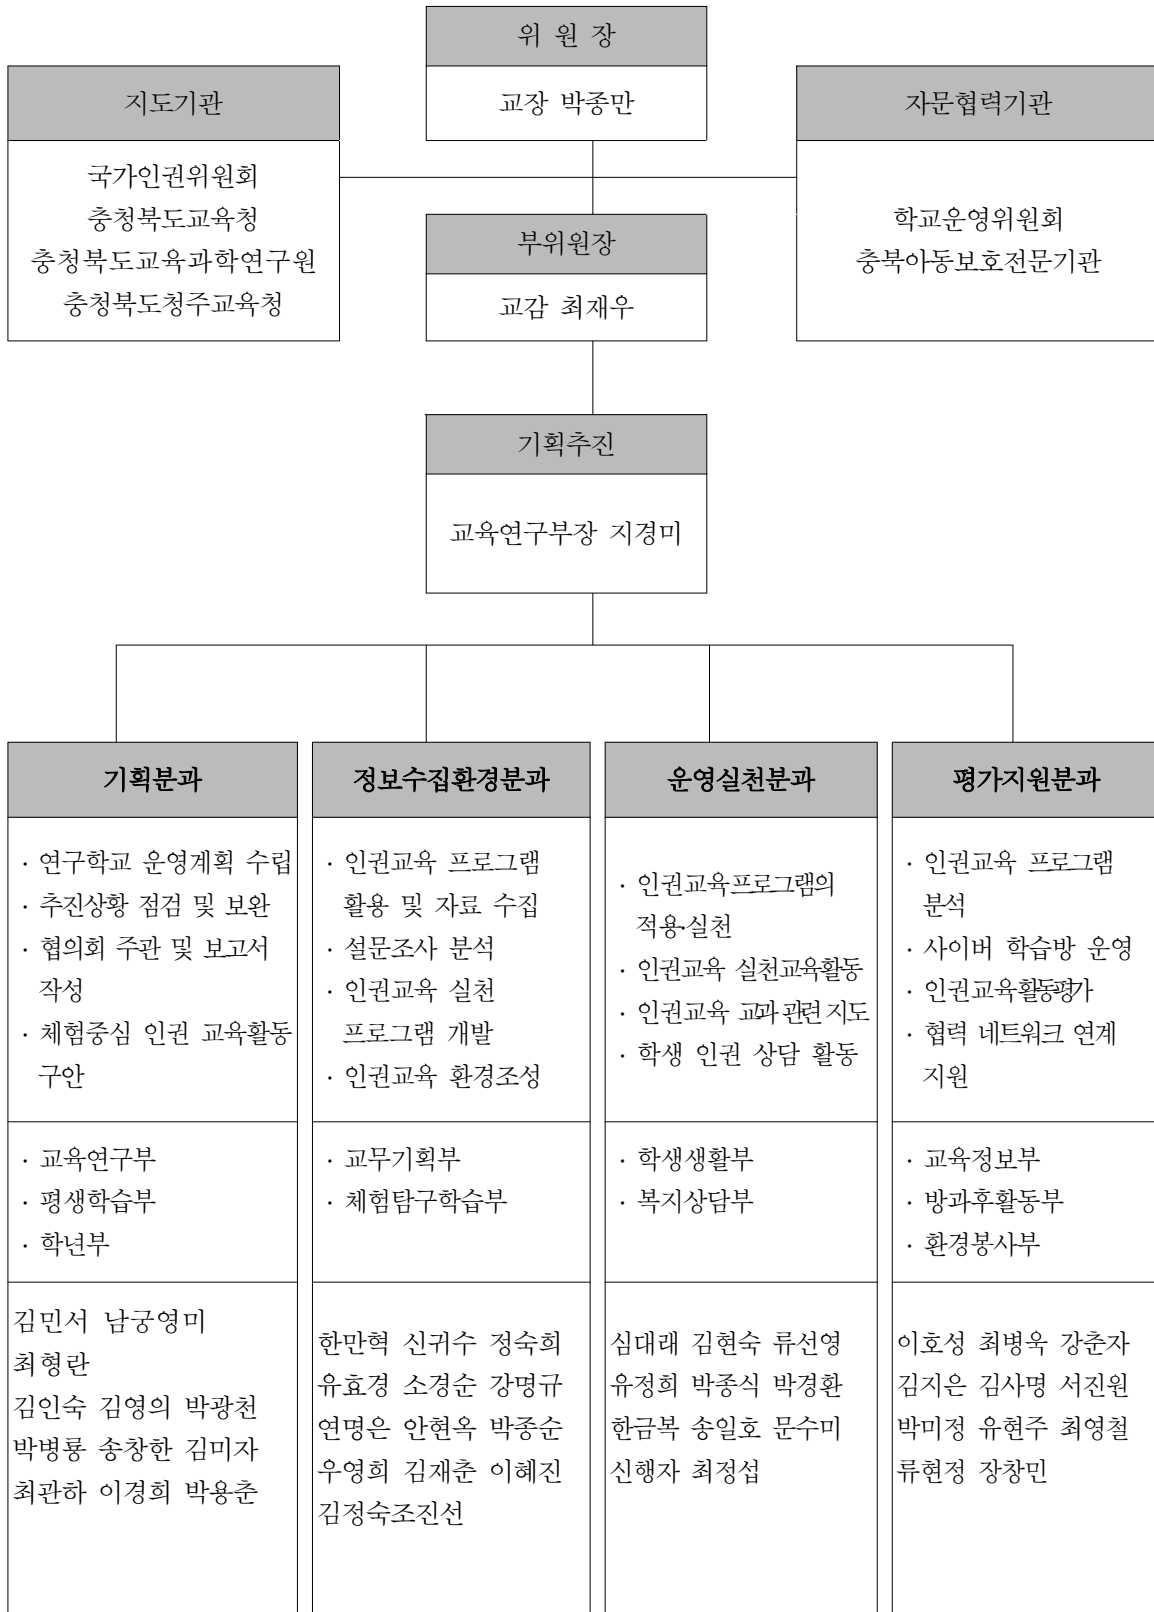 위 원 장
교장 박종만
지도기관
국가인권위원회
충청북도교육청
충청북도교육과학연구원
충청북도청주교육청
자문협력기관
학교운영위원회
충북아동보호전문기관
부위원장
교감 최재우
기획추진
교육연구부장 지경미
기획분과
· 연구학교 운영계획 수립
· 추진상황 점검 및 보완
· 협의회 주관 및 보고서
작성
· 체험중심 인권 교육활동
구안
· 교육연구부
· 평생학습부
· 학년부
김민서 남궁영미
최형란
김인숙 김영의 박광천
박병룡 송창한 김미자
최관하 이경희 박용춘
정보수집환경분과
· 인권교육 프로그램
활용 및 자료 수집
· 설문조사 분석
· 인권교육 실천
프로그램 개발
· 인권교육 환경조성
· 교무기획부
· 체험탐구학습부
한만혁 신귀수 정숙희
유효경 소경순 강명규
연명은 안현옥 박종순
우영희 김재춘 이혜진
김정숙조진선
운영실천분과
· 인권교육프로그램의
적용·실천
· 인권교육 실천교육활동
· 인권교육 교과 관련 지도
· 학생 인권 상담 활동
· 학생생활부
· 복지상담부
심대래 김현숙 류선영
유정희 박종식 박경환
한금복 송일호 문수미
신행자 최정섭
평가지원분과
· 인권교육 프로그램
분석
· 사이버 학습방 운영
· 인권교육활동평가
· 협력 네트워크 연계
지원
· 교육정보부
· 방과후활동부
· 환경봉사부
이호성 최병욱 강춘자
김지은 김사명 서진원
박미정 유현주 최영철
류현정 장창민